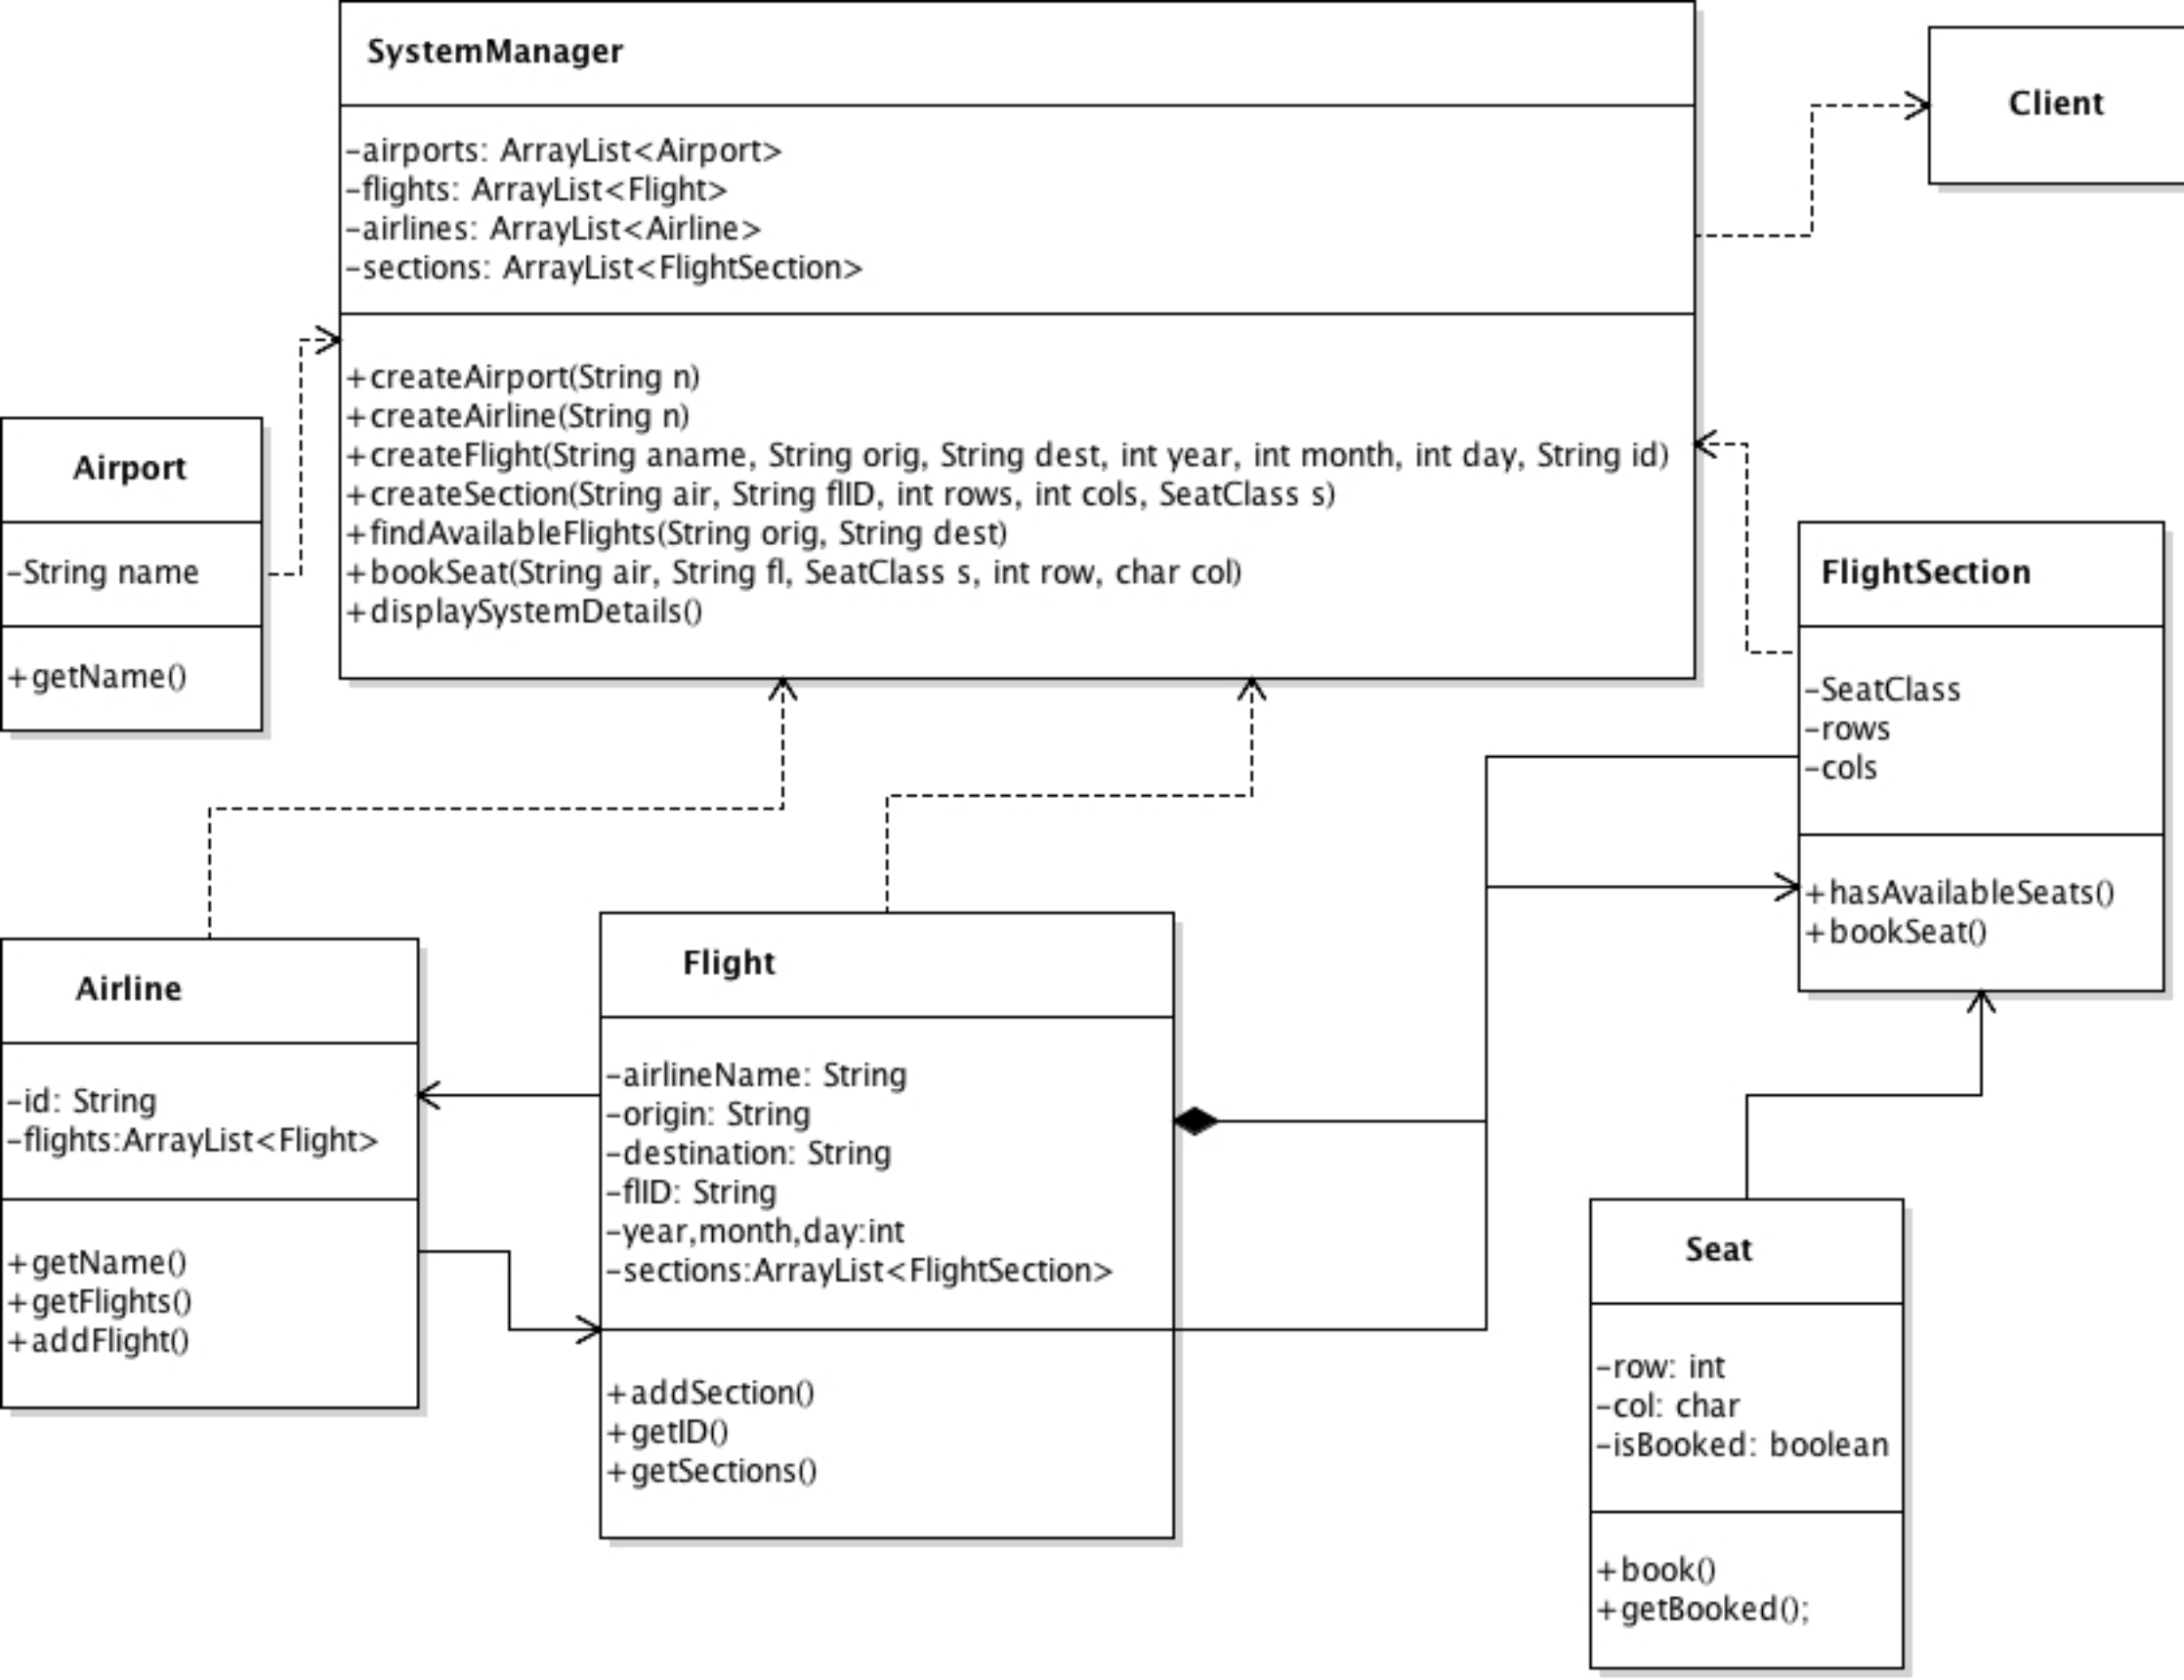 SystemManager
-airports: ArrayList<Airport>
-flights: ArrayList<Flight>
-airlines: ArrayList<Airline>
-sections: ArrayList<FlightSection>
+createAirport(String n)
+createAirline(String n)
+createFlight(String aname, String orig, String dest, int year, int month, int day, String id)
+createSection(String air, String flID, int rows, int cols, SeatClass s)
+findAvailableFlights(String orig, String dest)
+bookSeat(String air, String fl, SeatClass s, int row, char col)
+displaySystemDetails()
Client
Airport
-String name
+getName()
FlightSection
-SeatClass
-rows
-cols
+hasAvailableSeats()
+bookSeat()
Airline
-id: String
-flights:ArrayList<Flight>
+getName()
+getFlights()
+addFlight()
Flight
-airlineName: String
-origin: String
-destination: String
-flID: String
-year,month,day:int
-sections:ArrayList<FlightSection>
+addSection()
+getID()
+getSections()
Seat
-row: int
-col: char
-isBooked: boolean
+book()
+getBooked();